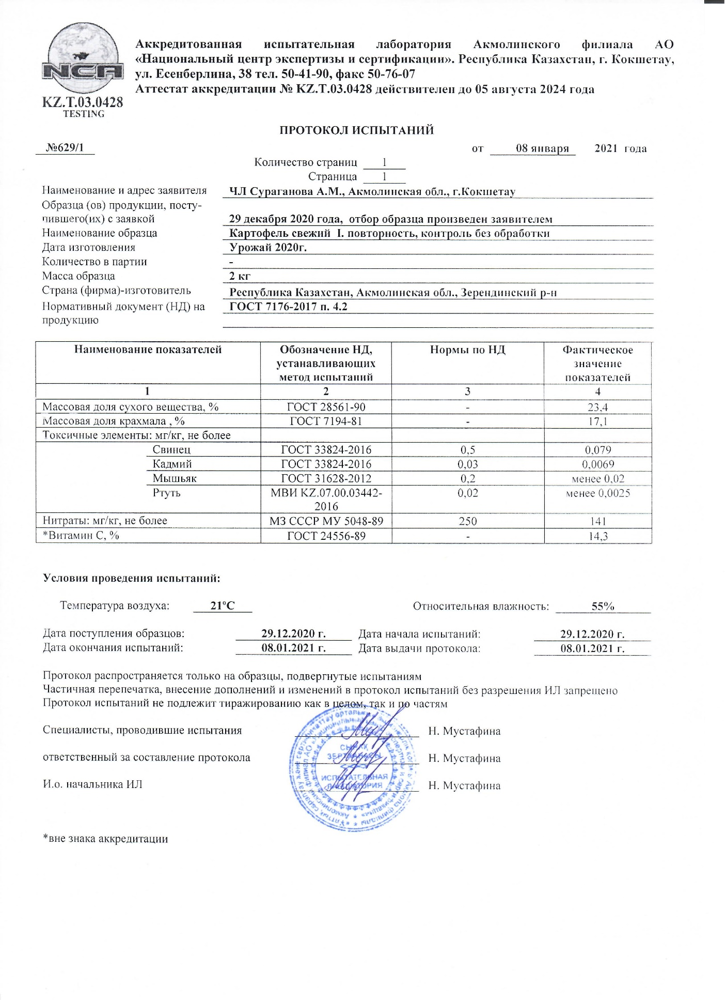 Аккредитованная испытательная лаборатория Акмолинского филиала АО
«Национальный центр экспертизы и сертификации». Республика Казахстан, г. Кокшетау,
ул. Есенберлина, 38 тел. 50-41-90, факс 50-76-07
Аттестат аккредитации № KZ.T.03.0428 действителен до 05 августа 2024 года
NCA
KZ.T.03.0428
TESTING
ПРОТОКОЛ ИСПЫТАНИЙ
№629/1 от 08 января 2021 года
Количество страниц 1
Страница 1
Наименование и адрес заявителя ЧЛ Сураганова А.М., Акмолинская обл., г.Кокшетау
Образца (ов) продукции, посту-
пившего(их) с заявкой 29 декабря 2020 года, отбор образца произведен заявителем
Наименование образца Картофель свежий I. повторность, контроль без обработки
Дата изготовления Урожай 2020г.
Количество в партии -
Масса образца 2 кг
Страна (фирма)-изготовитель Республика Казахстан, Акмолинская обл., Зерендинский р-н
Нормативный документ (НД) на ГОСТ 7176-2017 п. 4.2
продукцию
Наименование показателей Обозначение НД, Нормы по НД Фактическое
устанавливающих значение
метод испытаний показателей
1 2 3 4
Массовая доля сухого вещества, % ГОСТ 28561-90 - 23,4
Массовая доля крахмала , % ГОСТ 7194-81 - 17,1
Токсичные элементы: мг/кг, не более
Свинец ГОСТ 33824-2016 0,5 0,079
Кадмий ГОСТ 33824-2016 0,03 0,0069
Мышьяк ГОСТ 31628-2012 0,2 менее 0,02
Ртуть МВИ KZ.07.00.03442- 0,02 менее 0,0025
2016
Нитраты: мг/кг, не более МЗ СССР МУ 5048-89 250 141
*Витамин С, % ГОСТ 24556-89 - 14,3
Условия проведения испытаний:
Температура воздуха: 21ºС Относительная влажность: 55%
Дата поступления образцов: 29.12.2020 г. Дата начала испытаний: 29.12.2020 г.
Дата окончания испытаний: 08.01.2021 г. Дата выдачи протокола: 08.01.2021 г.
Протокол распространяется только на образцы, подвергнутые испытаниям
Частичная перепечатка, внесение дополнений и изменений в протокол испытаний без разрешения ИЛ запрещено
Протокол испытаний не подлежит тиражированию как в целом, так и по частям
Специалисты, проводившие испытания Н. Мустафина
ответственный за составление протокола Н. Мустафина
И.о. начальника ИЛ Н. Мустафина
ИСПЫТАТЕЛЬНАЯ
ЛАБОРАТОРИЯ
*вне знака аккредитации